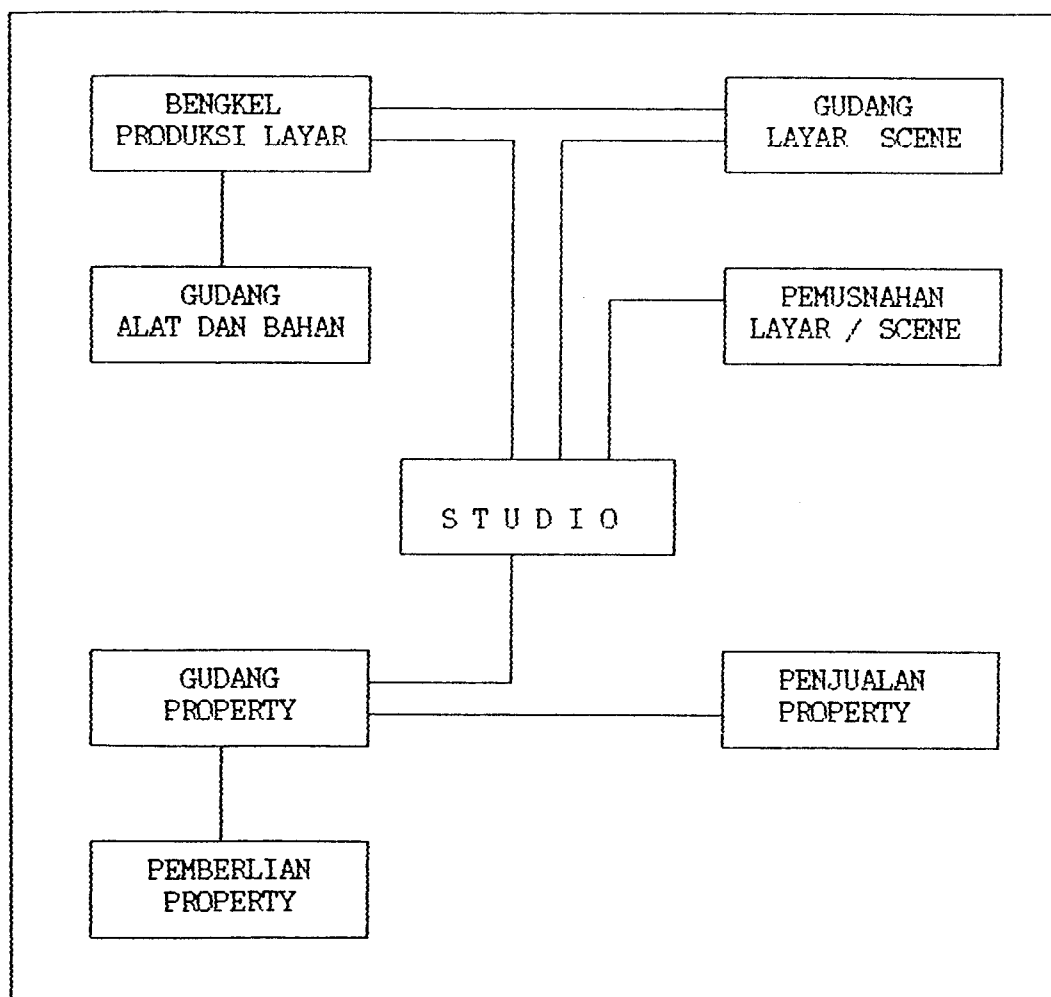 BENGKEL
PRODUKSI LAYAR
GUDANG
LAYAR SCENE
GUDANG
ALAT DAN BAHAN
PEMUSNAHAN
LAYAR / SCENE
S T U D I O
GUDANG
PROPERTY
PENJUALAN
PROPERTY
PEMBERLIAN
PROPERTY